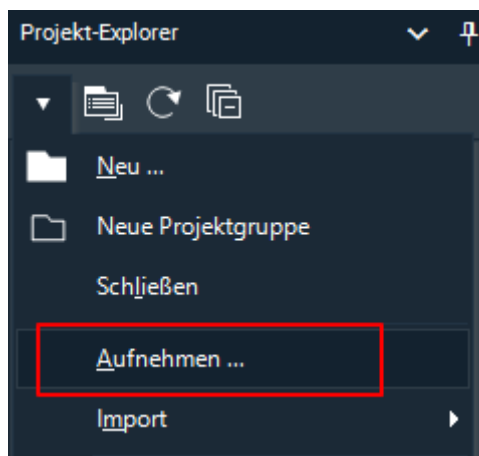 Projekt-Explorer
Neu ...
Neue Projektgruppe
Schließen
Aufnehmen ...
Import